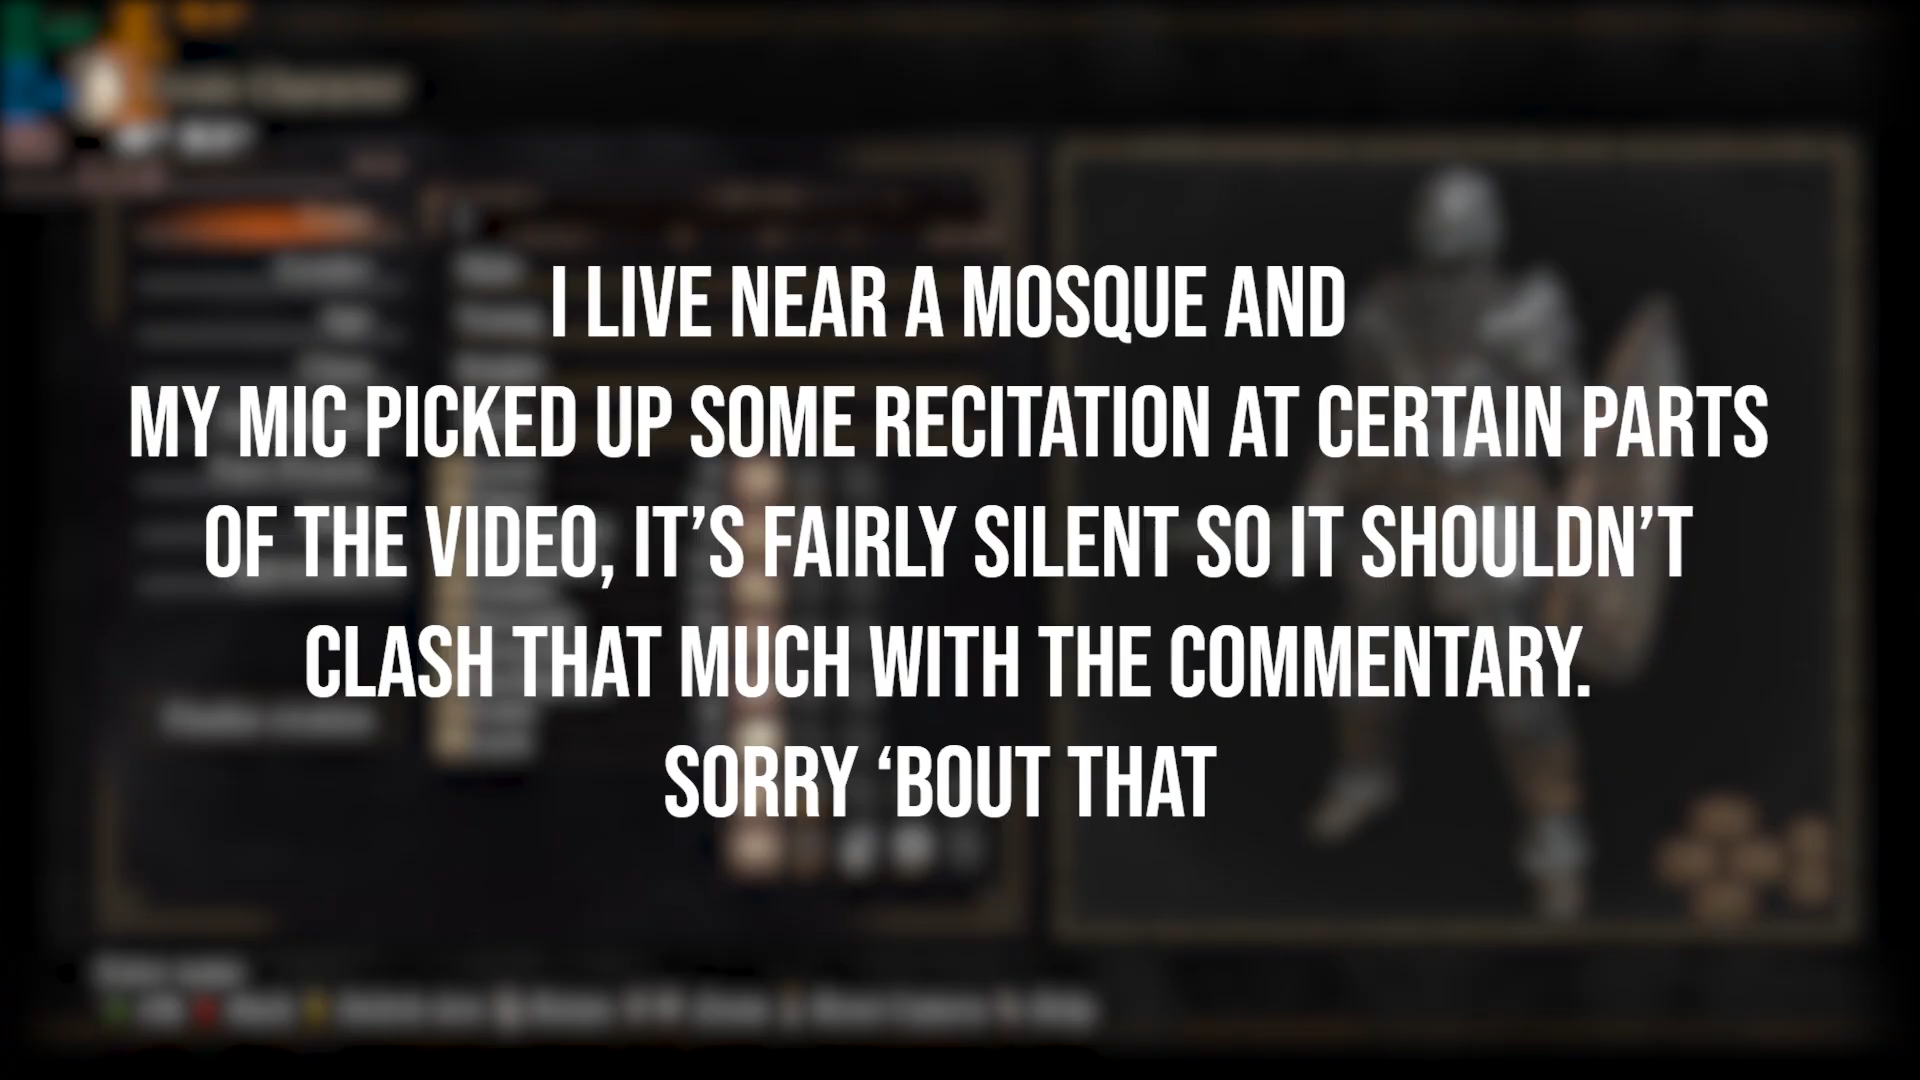 I LIVE NEAR A MOSQUE AND
MY MIC PICKED UP SOME RECITATION AT CERTAIN PARTS
OF THE VIDEO, IT’S FAIRLY SILENT SO IT SHOULDN’T
CLASH THAT MUCH WITH THE COMMENTARY.
SORRY ‘BOUT THAT